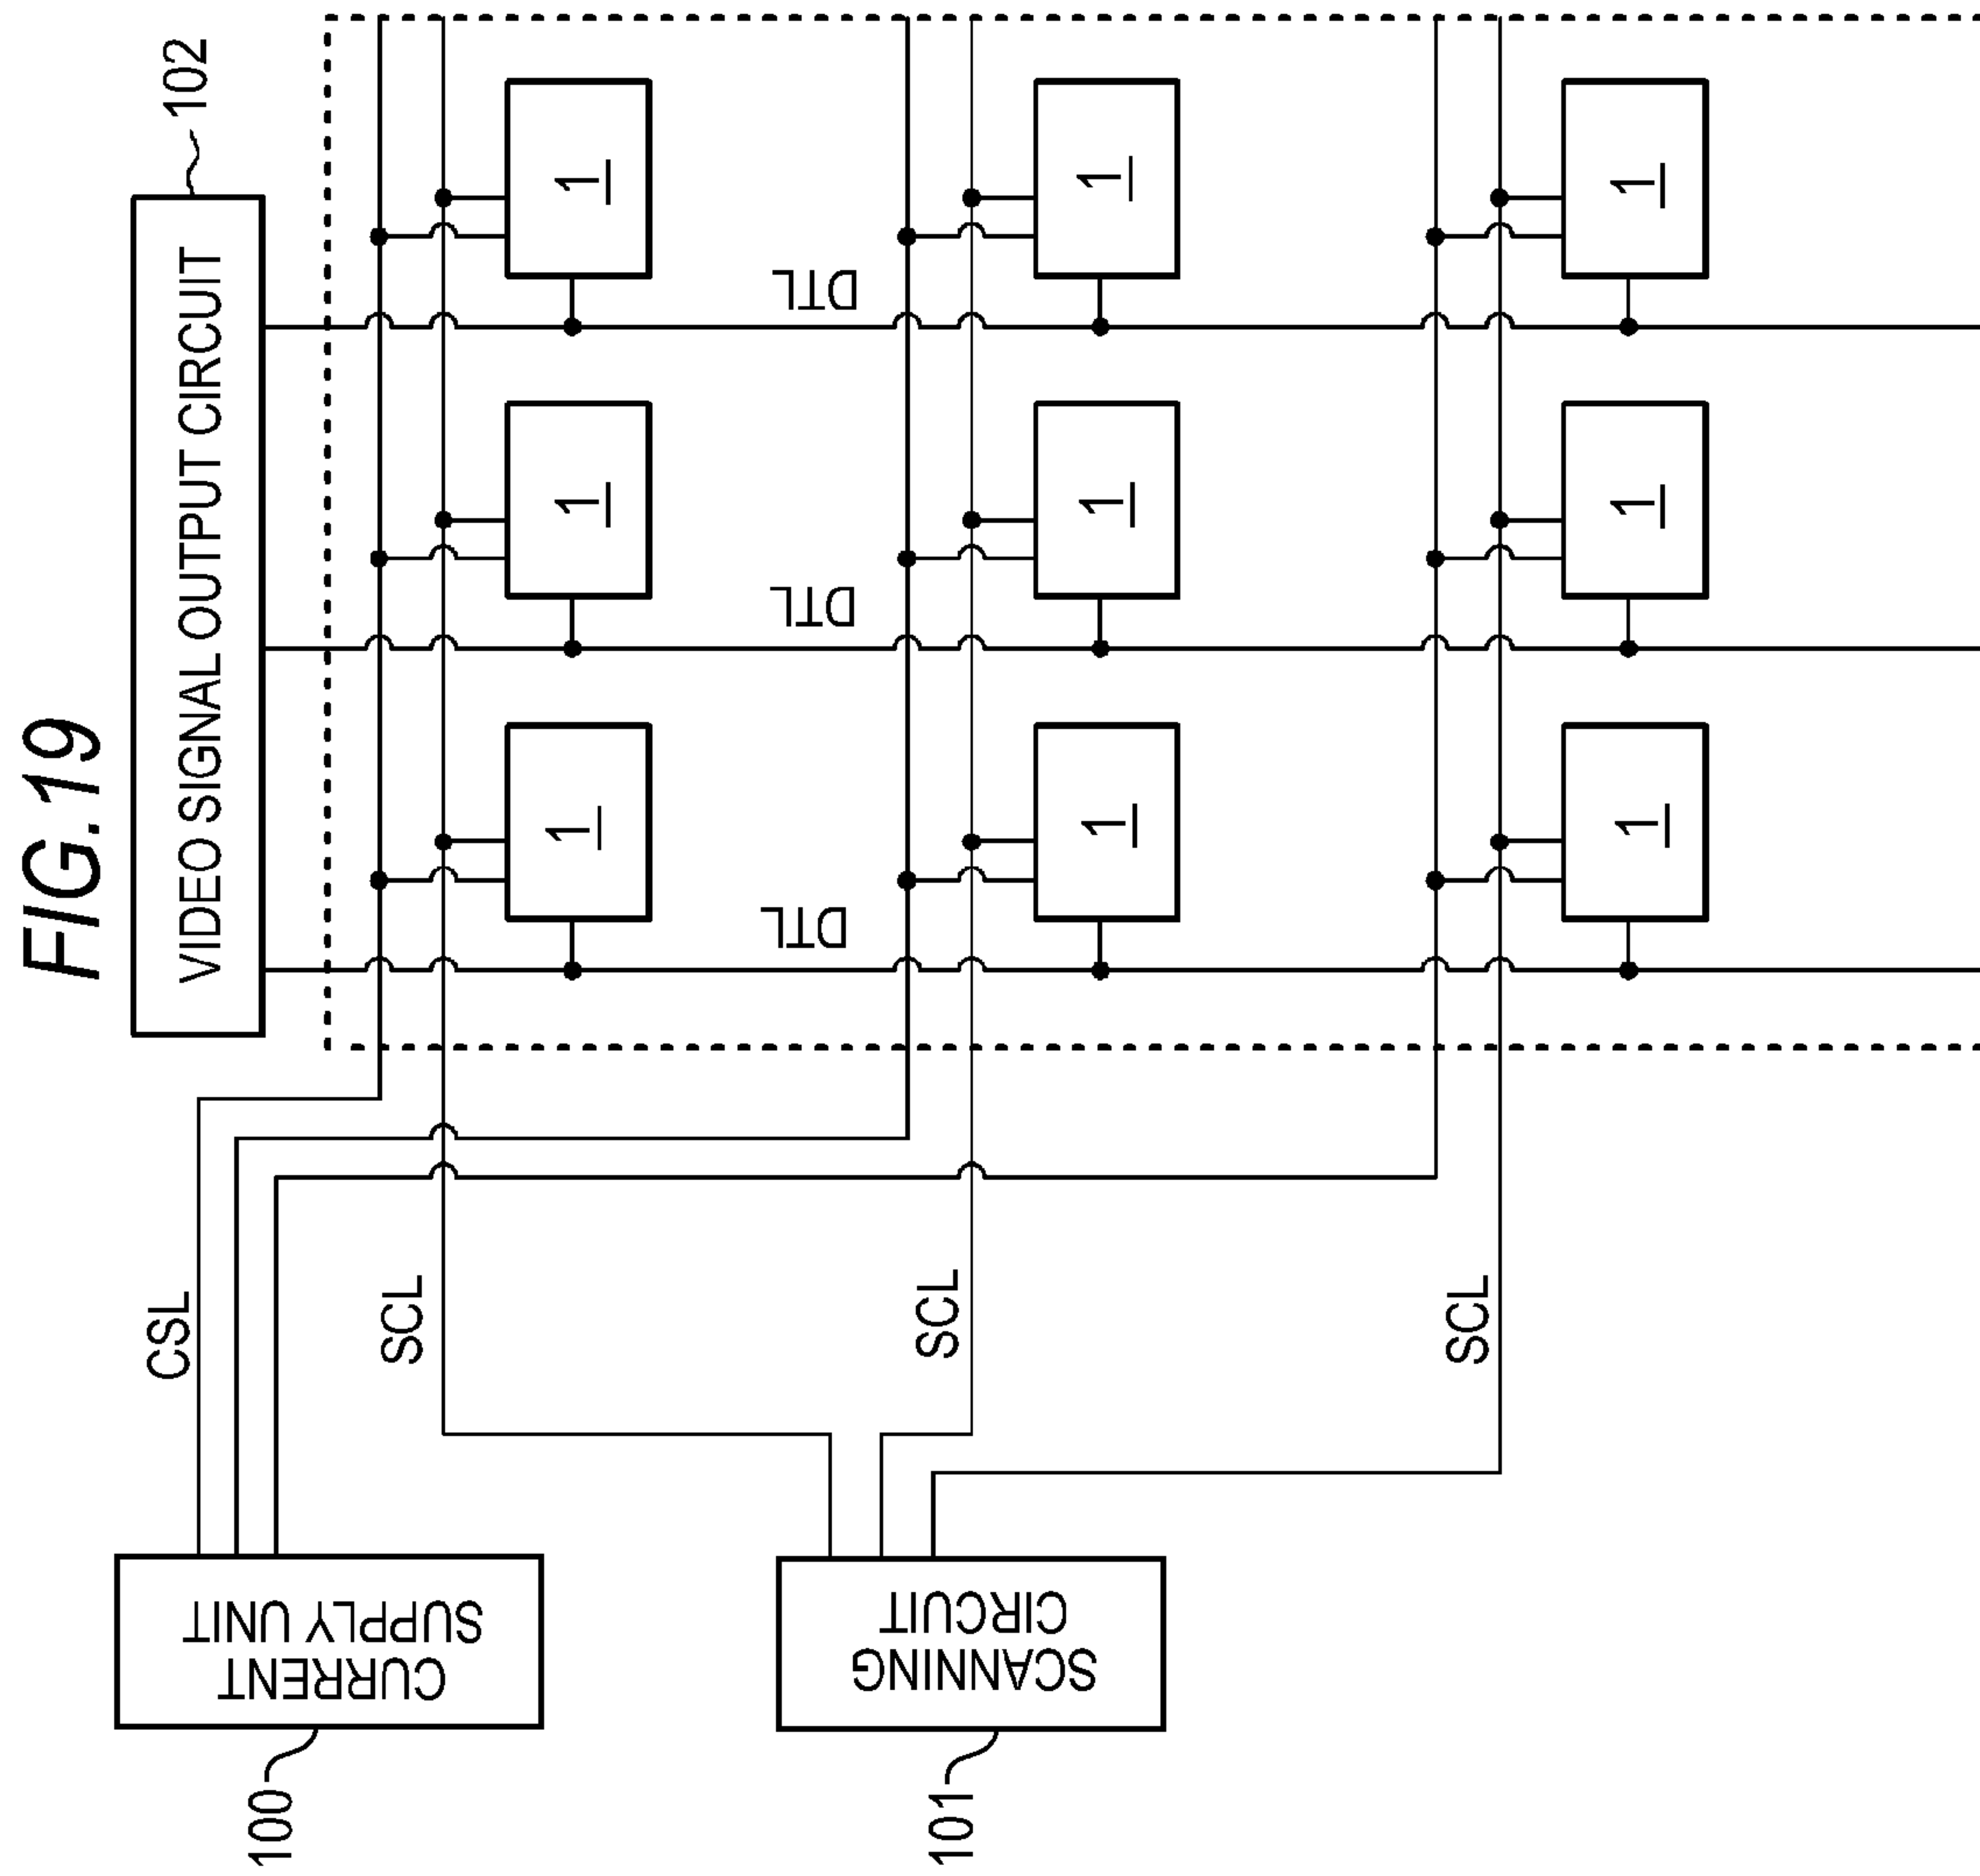 FIG.19
VIDEO SIGNAL OUTPUT CIRCUIT
102
CSL
SCL
SCL
SCL
DTL
DTL
DTL
1
1
1
1
1
1
1
1
1
CURRENT
SUPPLY UNIT
100
SCANNING
CIRCUIT
101